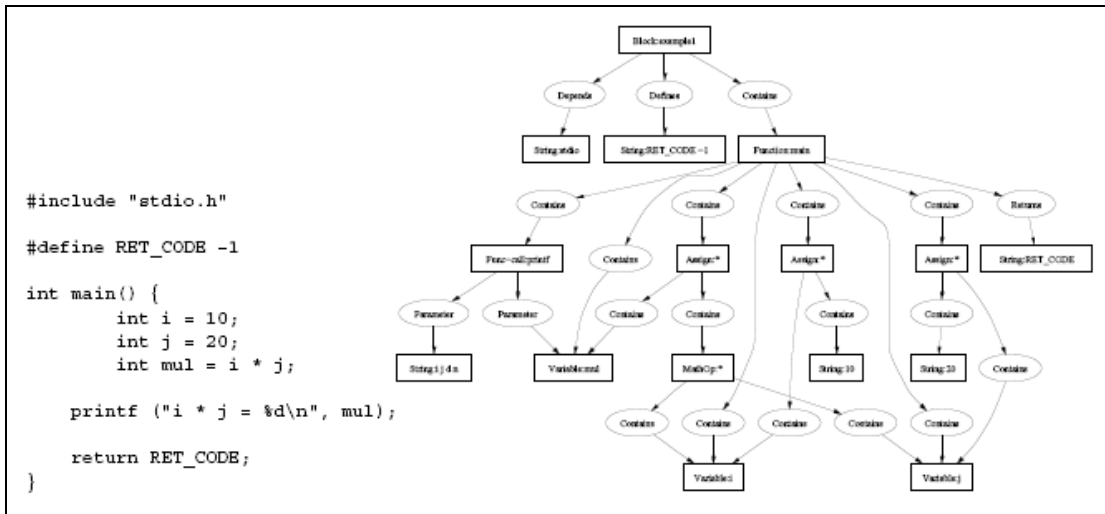 #include "stdio.h"
#define RET_CODE -1
int main() {
int i = 10;
int j = 20;
int mul = i * j;
printf ("i * j = %d\n", mul);
return RET_CODE;
}
Block:example1
Depends Defines Contains
String:stdio String:RET_CODE -1 Function:main
Contains Contains Contains Contains Returns
Func-call:printf Contains Assign:* Assign:* Assign:* String:RET_CODE
Parameter Parameter Contains Contains Contains Contains
String:i j d n Variable:mul MathOp:* String:10 String:20 Contains
Contains Contains Contains Contains Contains
Variable:i Variable:j